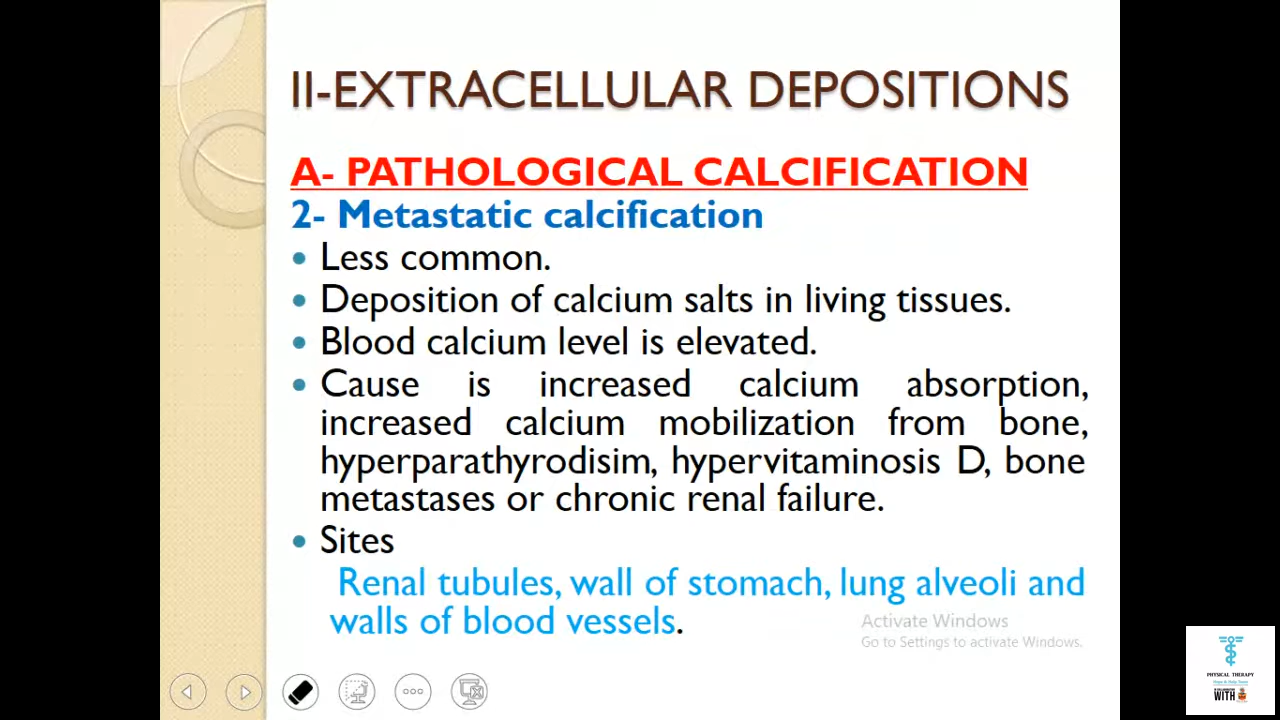 II-EXTRACELLULAR DEPOSITIONS
A- PATHOLOGICAL CALCIFICATION
2- Metastatic calcification
• Less common.
• Deposition of calcium salts in living tissues.
• Blood calcium level is elevated.
• Cause is increased calcium absorption,
increased calcium mobilization from bone,
hyperparathyrodisim, hypervitaminosis D, bone
metastases or chronic renal failure.
• Sites
Renal tubules, wall of stomach, lung alveoli and
walls of blood vessels.
Activate Windows
Go to Settings to activate Windows.
PHYSICAL THERAPY
Hope & Help Team
WITH